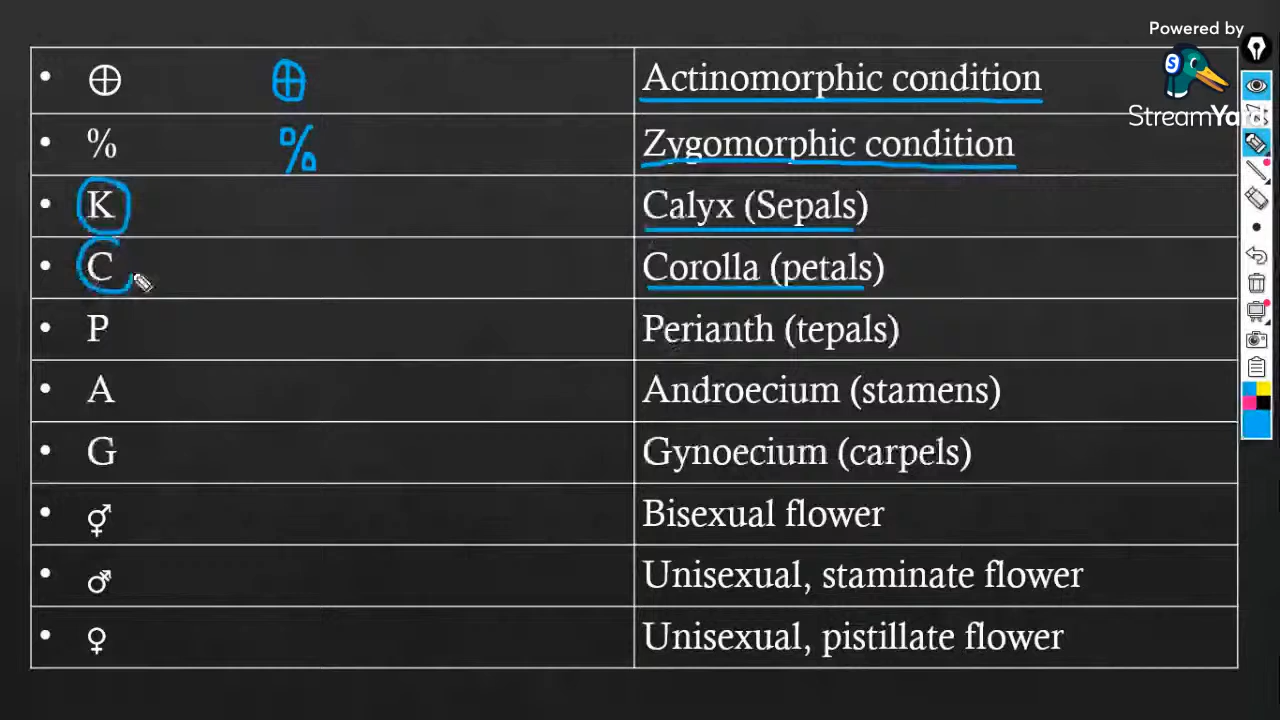 Powered by
StreamYard
• ⊕ ⊕ Actinomorphic condition
• % % Zygomorphic condition
• K Calyx (Sepals)
• C Corolla (petals)
• P Perianth (tepals)
• A Androecium (stamens)
• G Gynoecium (carpels)
• ⚥ Bisexual flower
• ♂ Unisexual, staminate flower
• ♀ Unisexual, pistillate flower